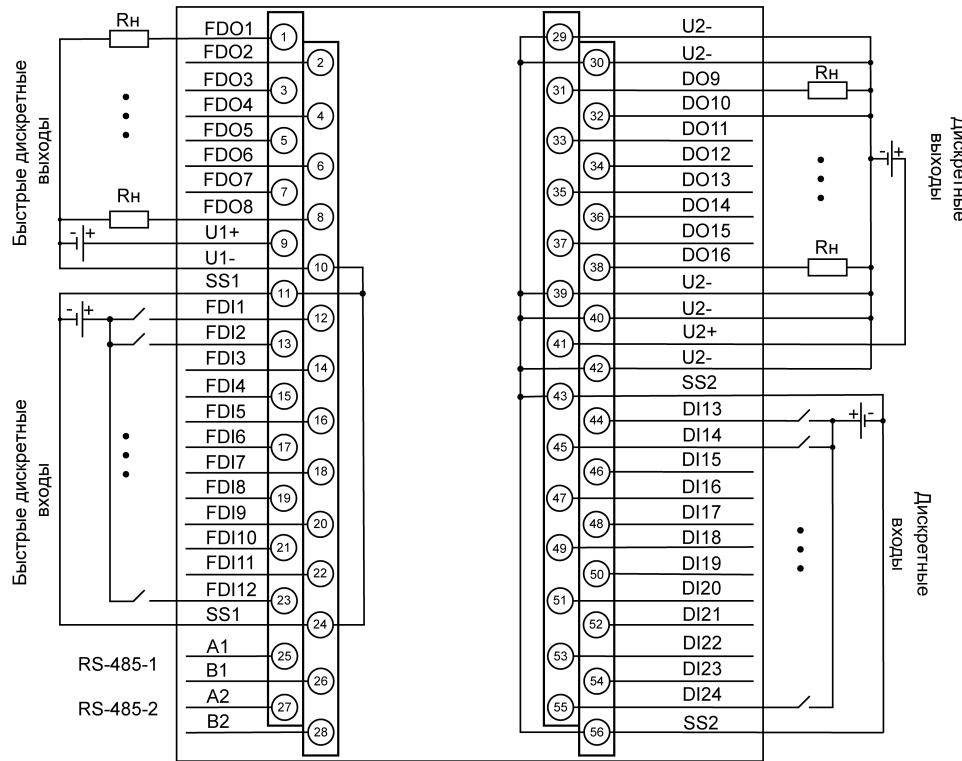 Быстрые дискретные
выходы
Rн
Rн
- +
FDO1 1
FDO2 2
FDO3 3
FDO4 4
FDO5 5
FDO6 6
FDO7 7
FDO8 8
U1+ 9
U1- 10
SS1 11
Быстрые дискретные
входы
- +
FDI1 12
FDI2 13
FDI3 14
FDI4 15
FDI5 16
FDI6 17
FDI7 18
FDI8 19
FDI9 20
FDI10 21
FDI11 22
FDI12 23
SS1 24
RS-485-1
A1 25
B1 26
RS-485-2
A2 27
B2 28
29 U2-
30 U2-
31 DO9 Rн
32 DO10
33 DO11
34 DO12
35 DO13
36 DO14
37 DO15
38 DO16 Rн
39 U2-
40 U2-
41 U2+
42 U2-
43 SS2
- +
Дискретные
выходы
44 DI13
45 DI14
46 DI15
47 DI16
48 DI17
49 DI18
50 DI19
51 DI20
52 DI21
53 DI22
54 DI23
55 DI24
56 SS2
+ -
Дискретные
входы